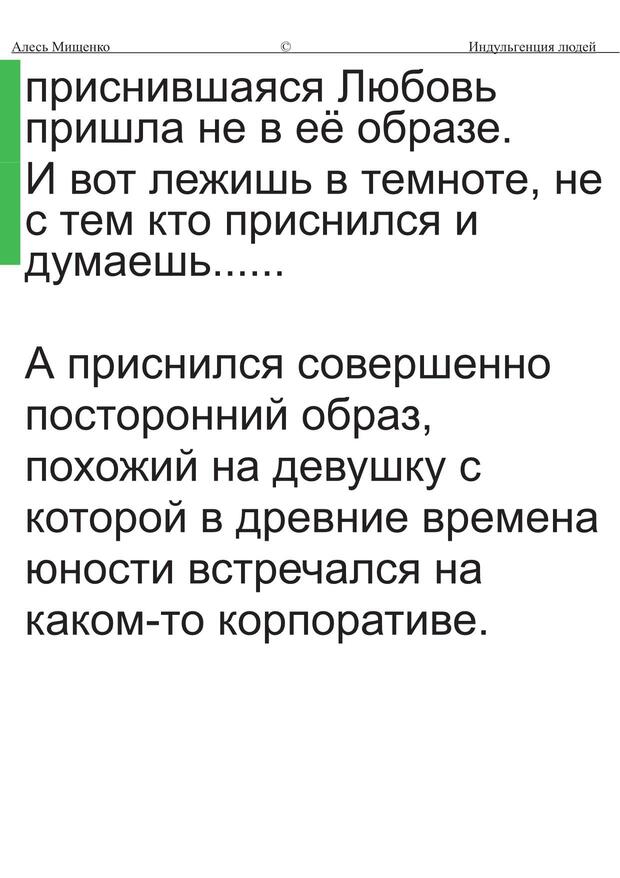 Алесь Мищенко © Индульгенция людей
приснившаяся Любовь
пришла не в её образе.
И вот лежишь в темноте, не
с тем кто приснился и
думаешь......
А приснился совершенно
посторонний образ,
похожий на девушку с
которой в древние времена
юности встречался на
каком-то корпоративе.